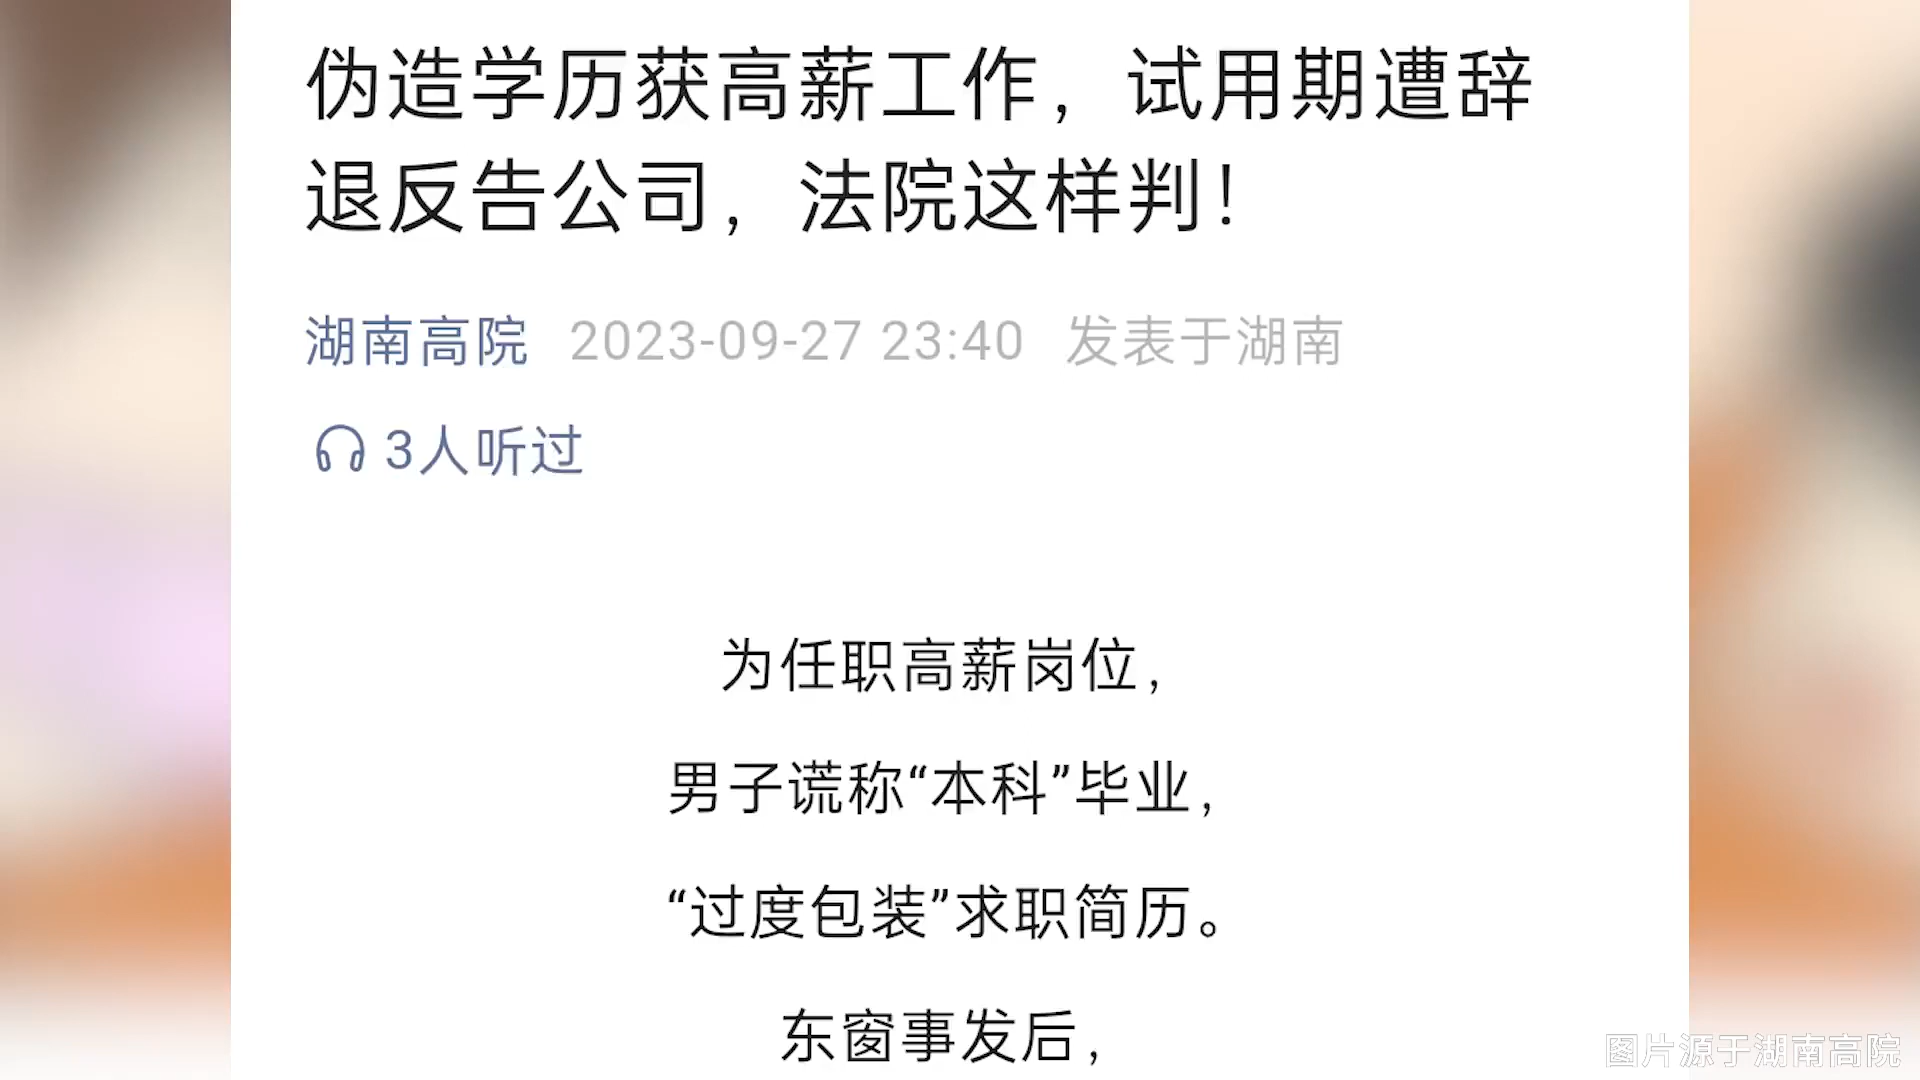 伪造学历获高薪工作，试用期遭辞
退反告公司，法院这样判！
湖南高院 2023-09-27 23:40 发表于湖南
3人听过
为任职高薪岗位，
男子谎称“本科”毕业，
“过度包装”求职简历。
东窗事发后，
图片源于湖南高院